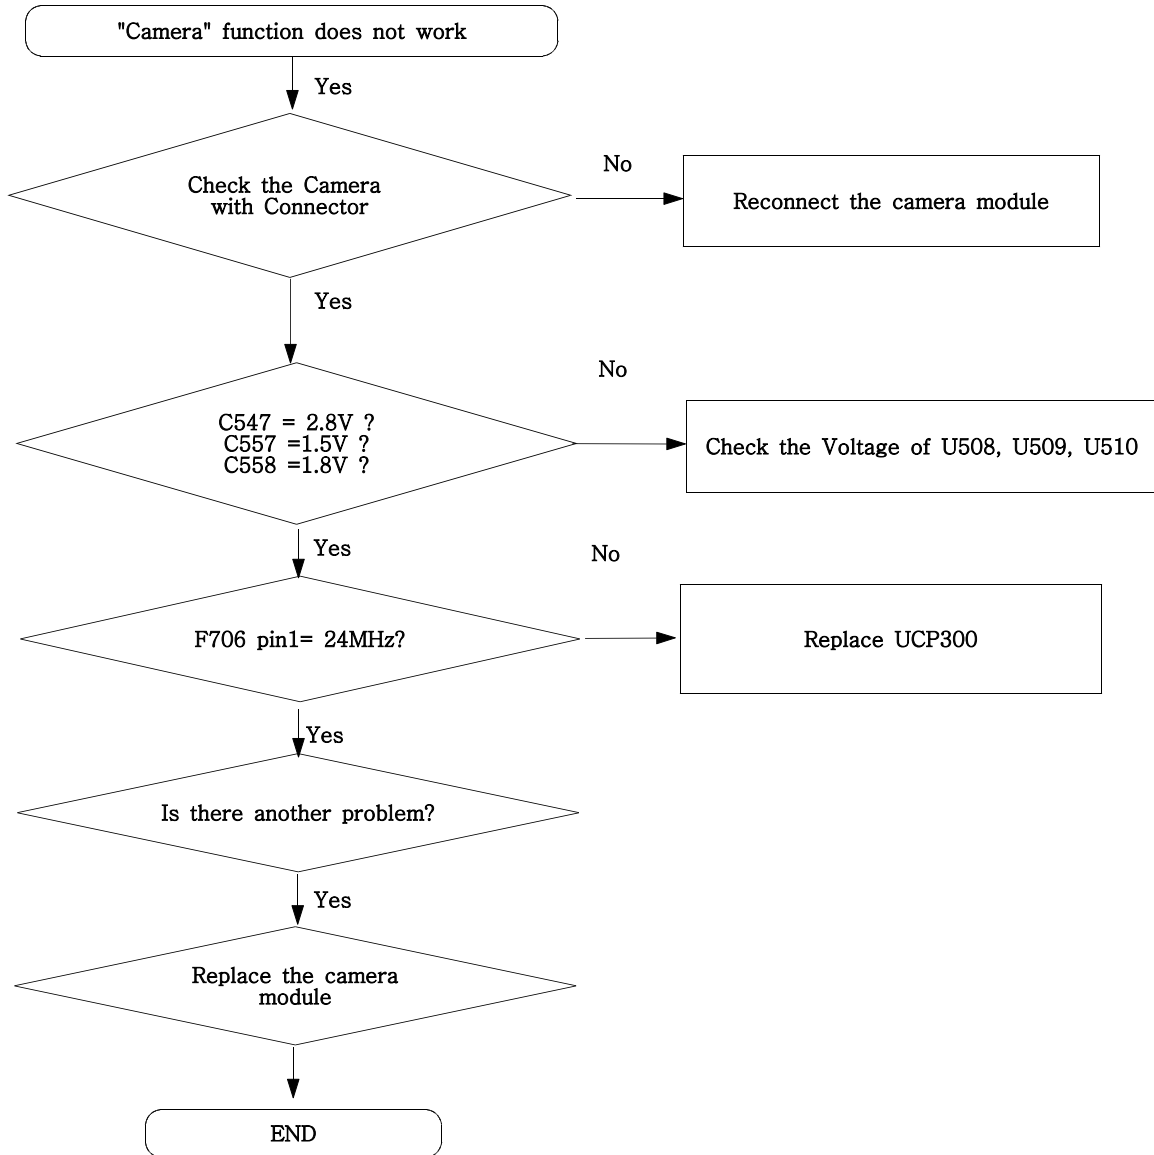 "Camera" function does not work
Yes
Check the Camera
with Connector
No
Reconnect the camera module
Yes
C547 = 2.8V ?
C557 =1.5V ?
C558 =1.8V ?
No
Check the Voltage of U508, U509, U510
Yes
F706 pin1= 24MHz?
No
Replace UCP300
Yes
Is there another problem?
Yes
Replace the camera
module
END